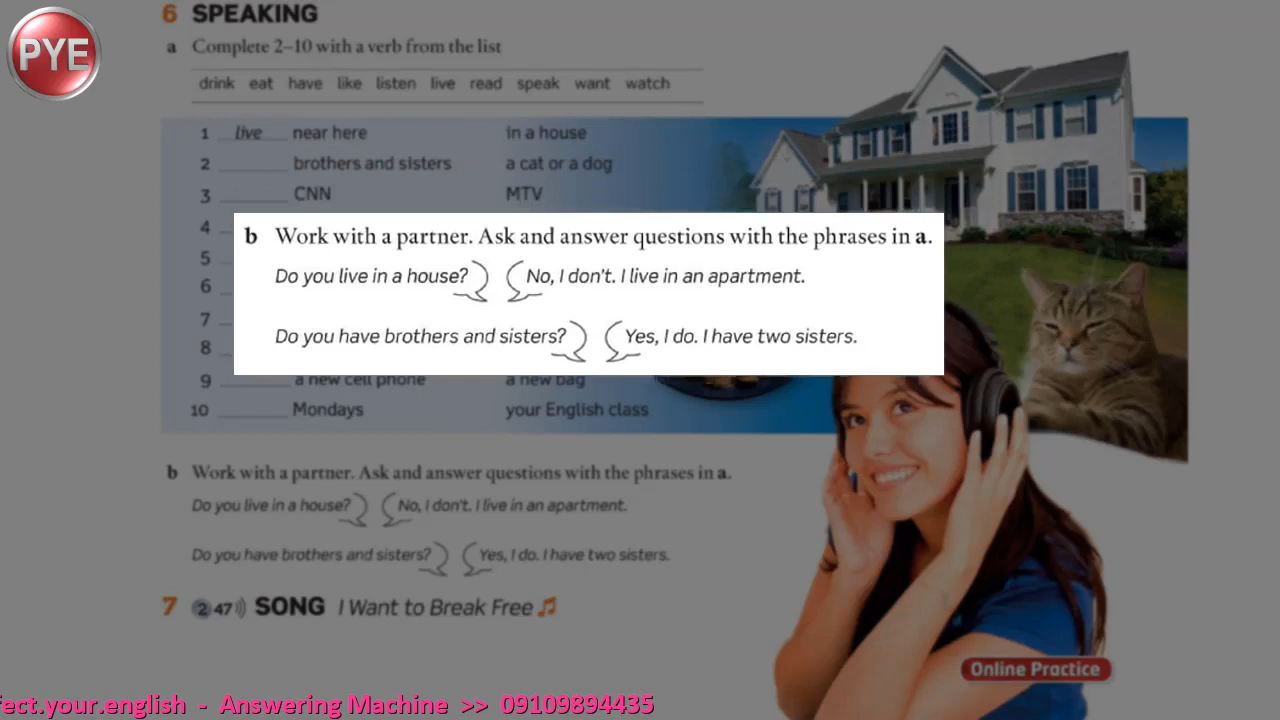 PYE
6 SPEAKING
a Complete 2–10 with a verb from the list
drink eat have like listen live read speak want watch
1 live near here in a house
2 ______ brothers and sisters a cat or a dog
3 ______ CNN MTV
4
5
6
7
8
b Work with a partner. Ask and answer questions with the phrases in a.
Do you live in a house? No, I don't. I live in an apartment.
Do you have brothers and sisters? Yes, I do. I have two sisters.
9 ______ a new cell phone a new bag
10 ______ Mondays your English class
b Work with a partner. Ask and answer questions with the phrases in a.
Do you live in a house? No, I don't. I live in an apartment.
Do you have brothers and sisters? Yes, I do. I have two sisters.
7 2 47 SONG I Want to Break Free
Online Practice
fect.your.english - Answering Machine >> 09109894435